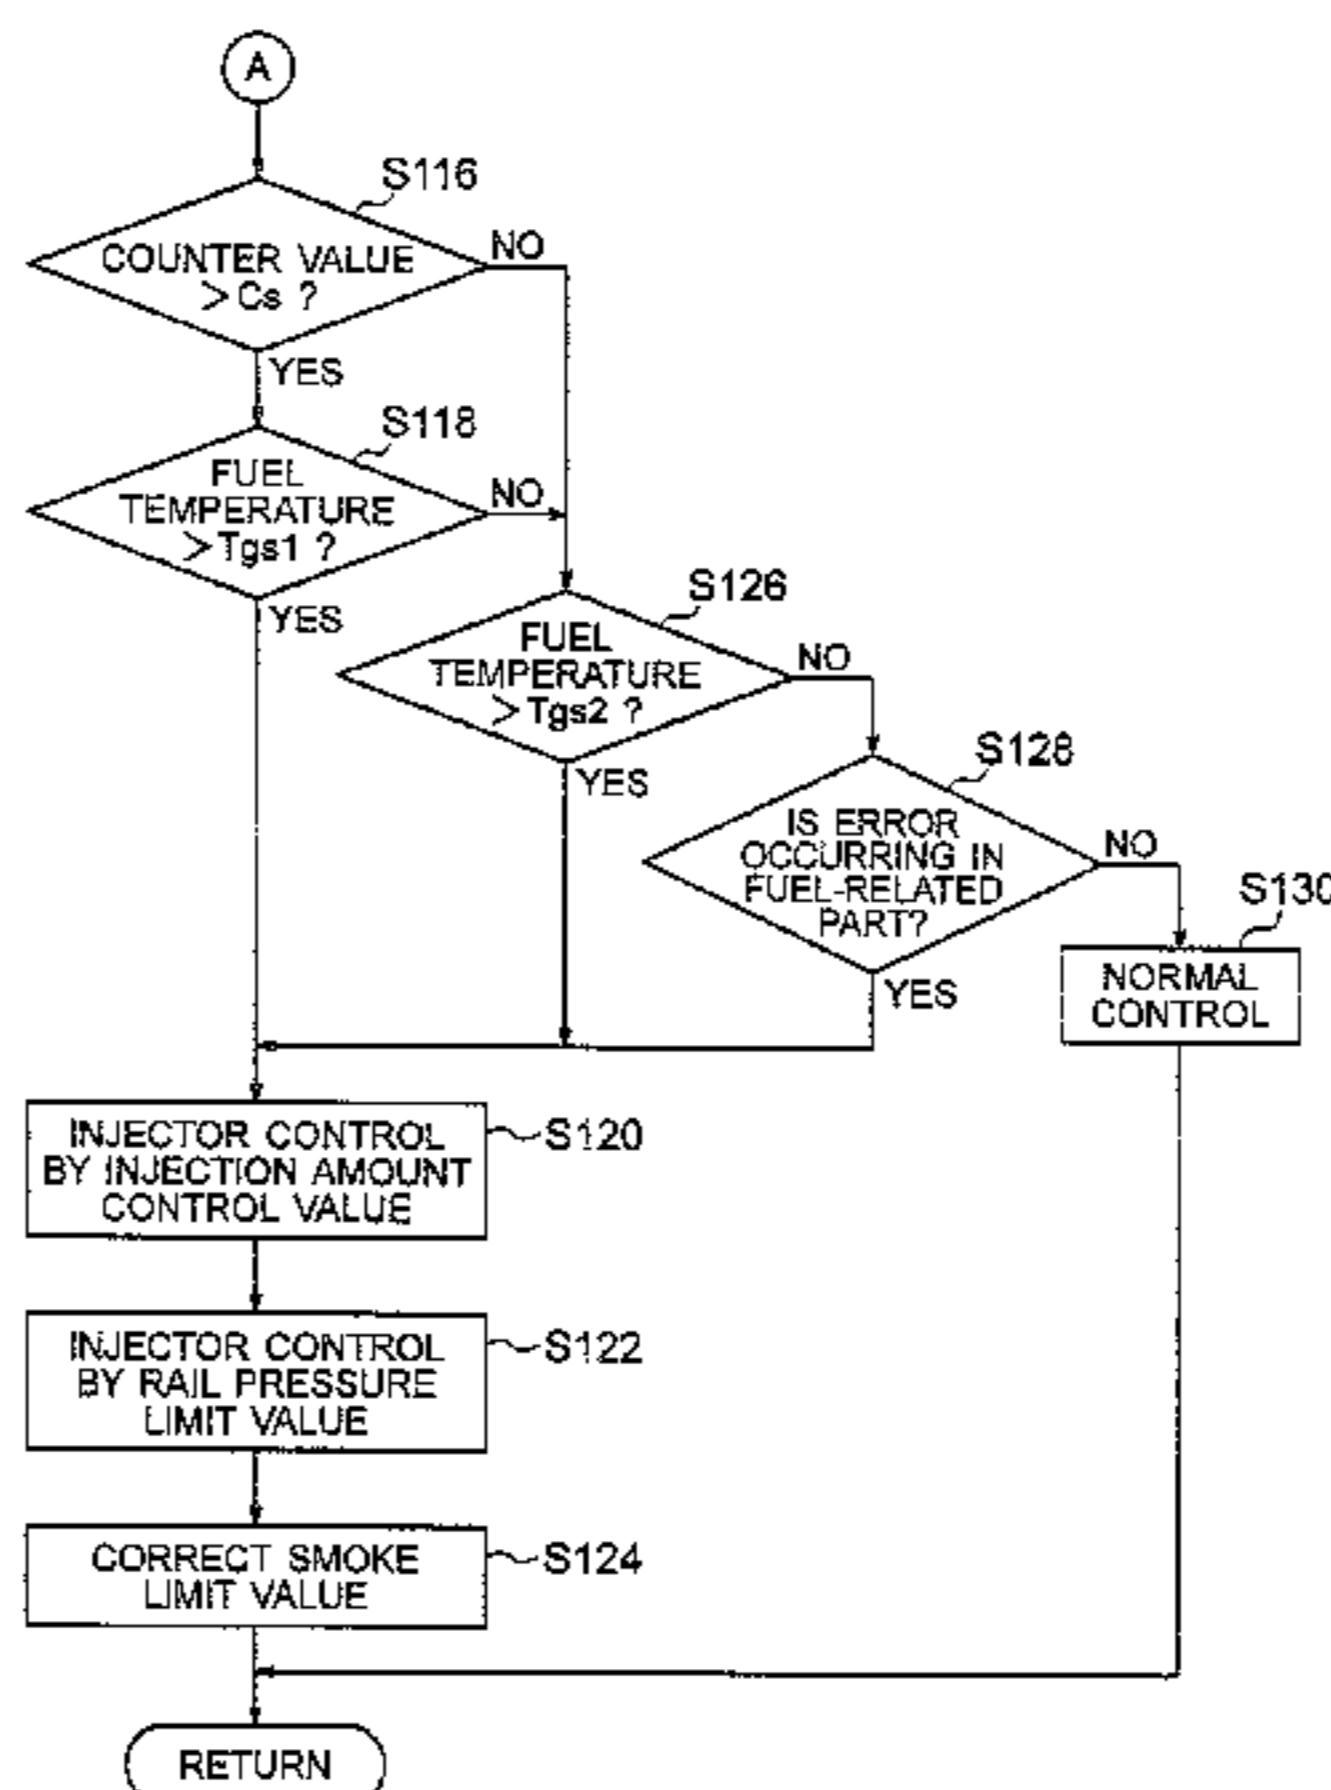 A
S116
COUNTER VALUE
> Cs ?
NO
YES
S118
FUEL
TEMPERATURE
> Tgs1 ?
NO
YES
S126
FUEL
TEMPERATURE
> Tgs2 ?
NO
YES
S128
IS ERROR
OCCURRING IN
FUEL-RELATED
PART?
NO
YES
S130
NORMAL
CONTROL
INJECTOR CONTROL
BY INJECTION AMOUNT
CONTROL VALUE
S120
INJECTOR CONTROL
BY RAIL PRESSURE
LIMIT VALUE
S122
CORRECT SMOKE
LIMIT VALUE
S124
RETURN